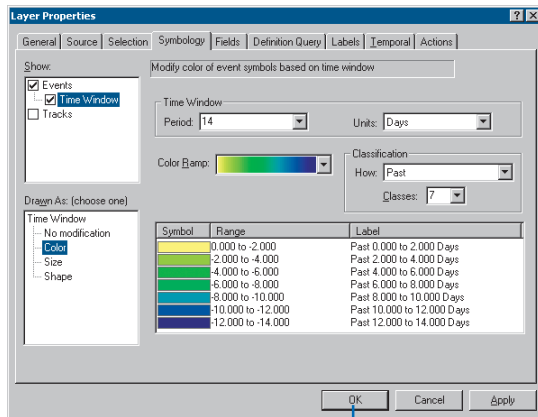 Layer Properties
General Source Selection Symbology Fields Definition Query Labels Temporal Actions
Show:
Events
Time Window
Tracks
Modify color of event symbols based on time window
Time Window
Period: 14
Units: Days
Color Ramp:
Classification
How: Past
Classes: 7
Drawn As: (choose one)
Time Window
No modification
Color
Size
Shape
Symbol Range Label
0.000 to -2.000 Past 0.000 to 2.000 Days
-2.000 to -4.000 Past 2.000 to 4.000 Days
-4.000 to -6.000 Past 4.000 to 6.000 Days
-6.000 to -8.000 Past 6.000 to 8.000 Days
-8.000 to -10.000 Past 8.000 to 10.000 Days
-10.000 to -12.000 Past 10.000 to 12.000 Days
-12.000 to -14.000 Past 12.000 to 14.000 Days
OK Cancel Apply